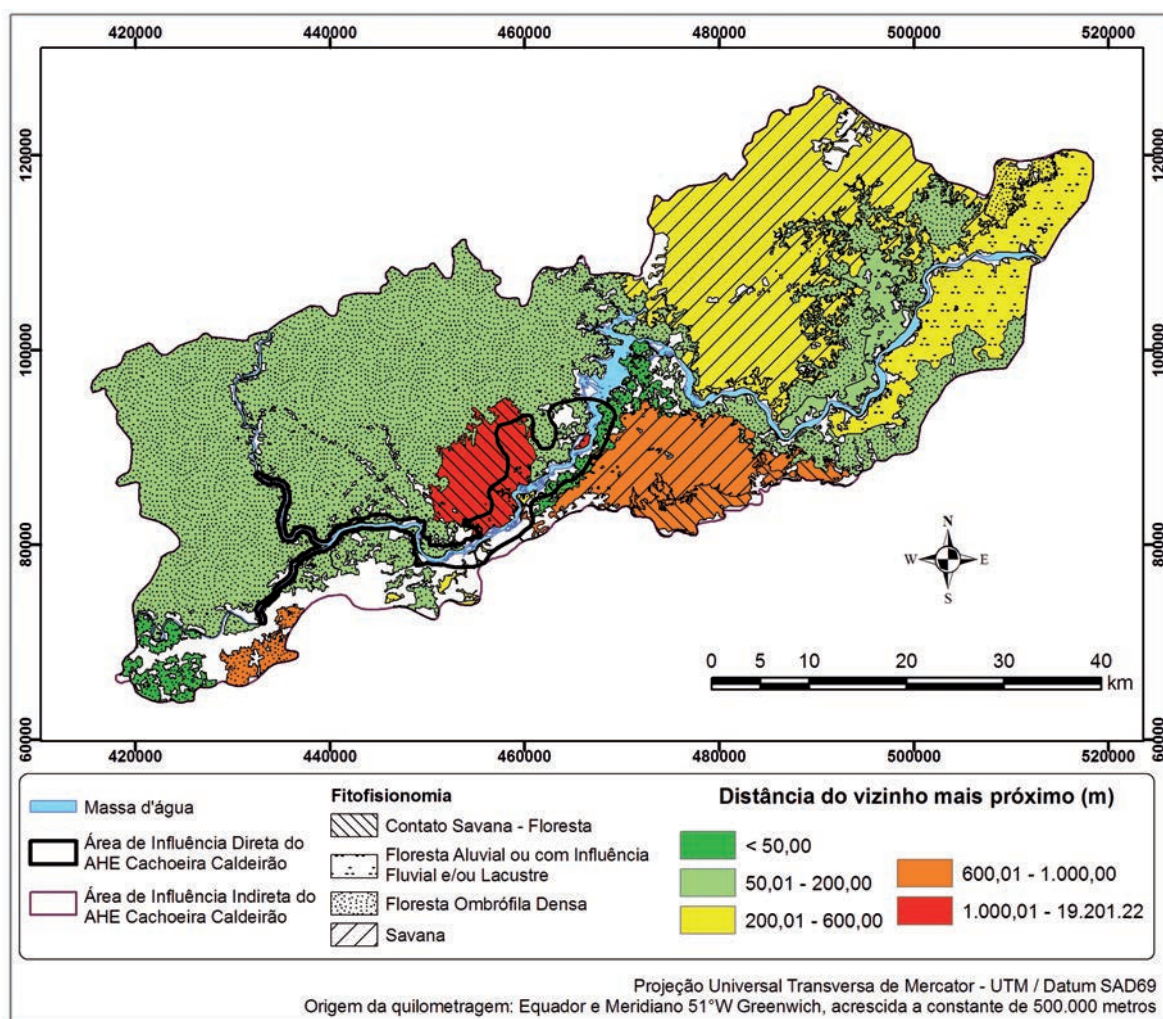 420000 440000 460000 480000 500000 520000
120000 120000
100000 100000
80000 80000
60000 60000
N
W E
S
0 5 10 20 30 40
km
420000 440000 460000 480000 500000 520000
Massa d'água
Área de Influência Direta do
AHE Cachoeira Caldeirão
Área de Influência Indireta do
AHE Cachoeira Caldeirão
Fitofisionomia
Contato Savana - Floresta
Floresta Aluvial ou com Influência
Fluvial e/ou Lacustre
Floresta Ombrófila Densa
Savana
Distância do vizinho mais próximo (m)
< 50,00
50,01 - 200,00
200,01 - 600,00
600,01 - 1.000,00
1.000,01 - 19.201.22
Projeção Universal Transversa de Mercator - UTM / Datum SAD69
Origem da quilometragem: Equador e Meridiano 51°W Greenwich, acrescida a constante de 500.000 metros